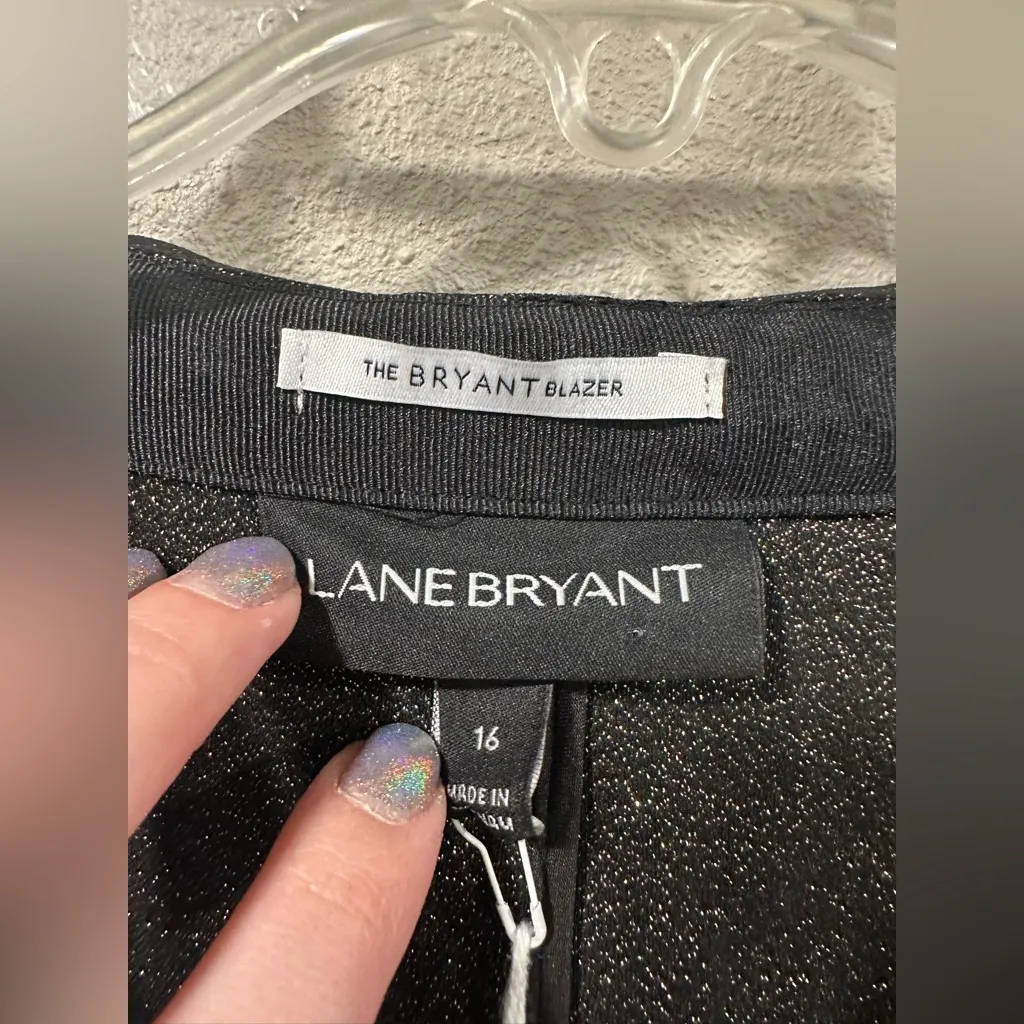 THE BRYANT BLAZER
LANE BRYANT
16
MADE IN